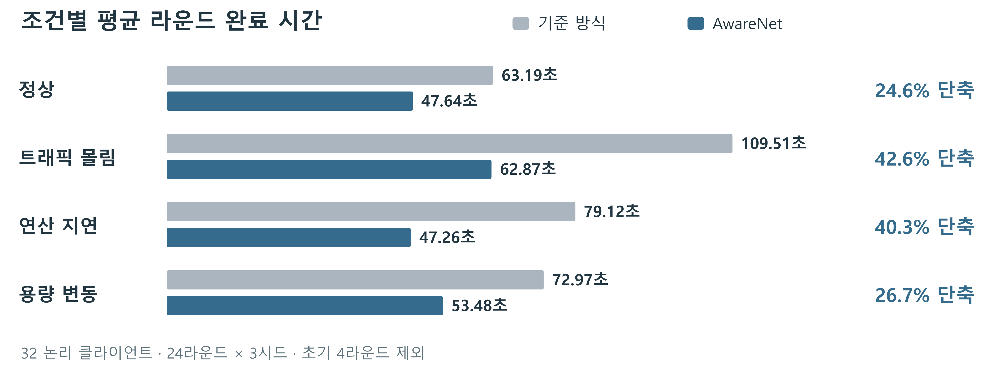 조건별 평균 라운드 완료 시간
기준 방식
AwareNet
정상
63.19초
47.64초
24.6% 단축
트래픽 몰림
109.51초
62.87초
42.6% 단축
연산 지연
79.12초
47.26초
40.3% 단축
용량 변동
72.97초
53.48초
26.7% 단축
32 논리 클라이언트 · 24라운드 × 3시드 · 초기 4라운드 제외